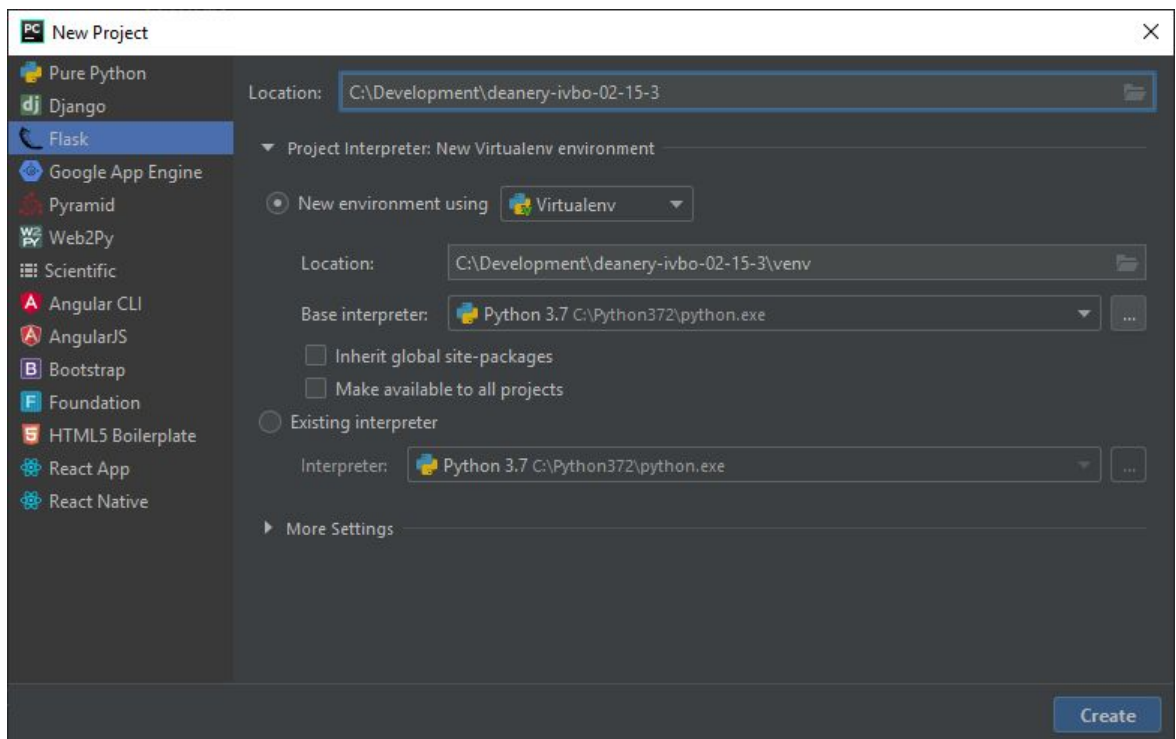 New Project
Pure Python
Django
Flask
Google App Engine
Pyramid
Web2Py
Scientific
Angular CLI
AngularJS
Bootstrap
Foundation
HTML5 Boilerplate
React App
React Native
Location: C:\Development\deanery-ivbo-02-15-3
Project Interpreter: New Virtualenv environment
New environment using Virtualenv
Location: C:\Development\deanery-ivbo-02-15-3\venv
Base interpreter: Python 3.7 C:\Python372\python.exe ...
Inherit global site-packages
Make available to all projects
Existing interpreter
Interpreter: Python 3.7 C:\Python372\python.exe ...
More Settings
Create